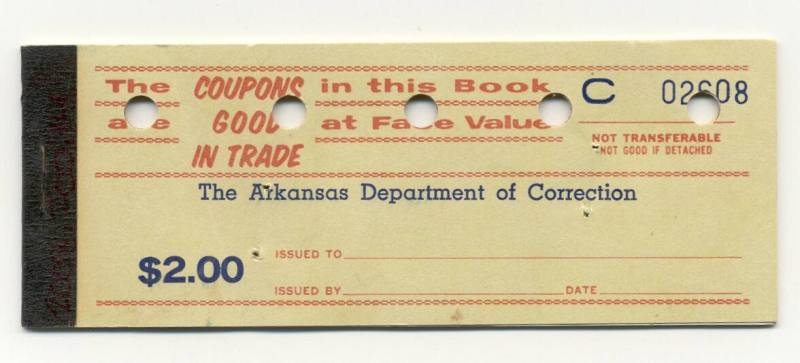 The COUPONS in this Book C 02608
are GOOD at Face Value
IN TRADE
NOT TRANSFERABLE
NOT GOOD IF DETACHED
The Arkansas Department of Correction
$2.00
ISSUED TO
ISSUED BY DATE